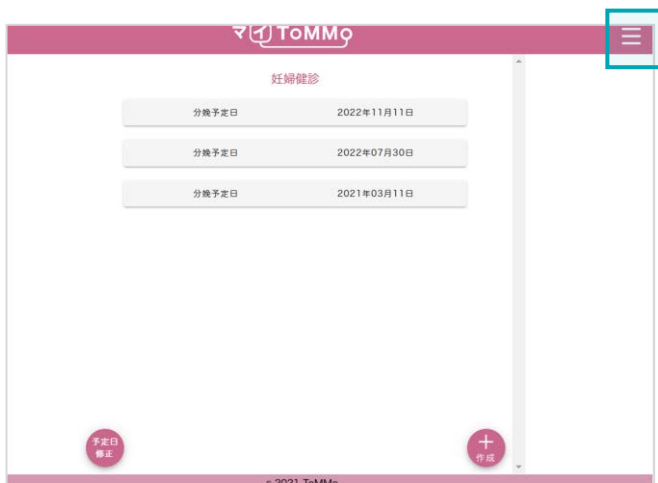 マイToMMo
妊婦健診
分娩予定日 2022年11月11日
分娩予定日 2022年07月30日
分娩予定日 2021年03月11日
予定日
修正
作成
© 2021 ToMMo